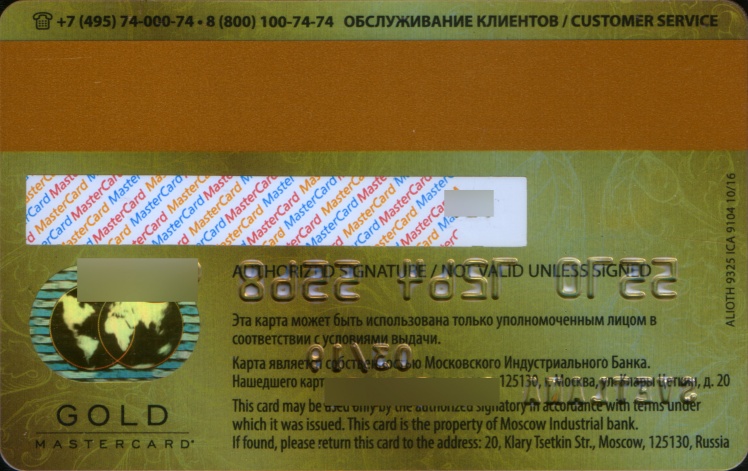 +7 (495) 74-000-74 • 8 (800) 100-74-74 ОБСЛУЖИВАНИЕ КЛИЕНТОВ / CUSTOMER SERVICE
MasterCard MasterCard MasterCard
ALIOTH 9325 ICA 9104 10/16
AUTHORIZED SIGNATURE / NOT VALID UNLESS SIGNED
Эта карта может быть использована только уполномоченным лицом в
соответствии с условиями выдачи.
Карта является собственностью Московского Индустриального Банка.
Нашедшего карт 125130, г. Москва, ул. Клары Цеткин, д. 20
This card may be used only by the authorized signatory in accordance with terms under
which it was issued. This card is the property of Moscow Industrial bank.
If found, please return this card to the address: 20, Klary Tsetkin Str., Moscow, 125130, Russia
GOLD
MASTERCARD